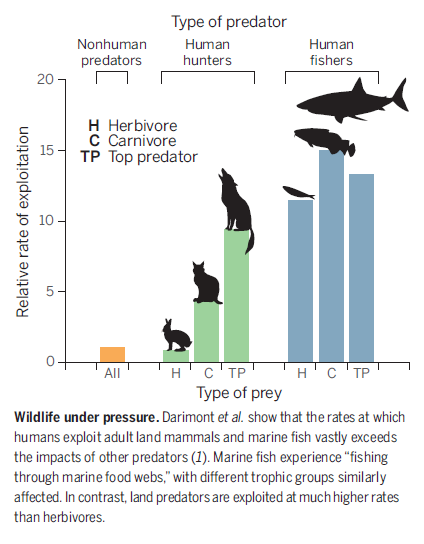 Type of predator
Nonhuman
predators
Human
hunters
Human
fishers
H Herbivore
C Carnivore
TP Top predator
Relative rate of exploitation
20
15
10
5
0
All
H
C
TP
H
C
TP
Type of prey
Wildlife under pressure. Darimont et al. show that the rates at which
humans exploit adult land mammals and marine fish vastly exceeds
the impacts of other predators (1). Marine fish experience “fishing
through marine food webs,” with different trophic groups similarly
affected. In contrast, land predators are exploited at much higher rates
than herbivores.